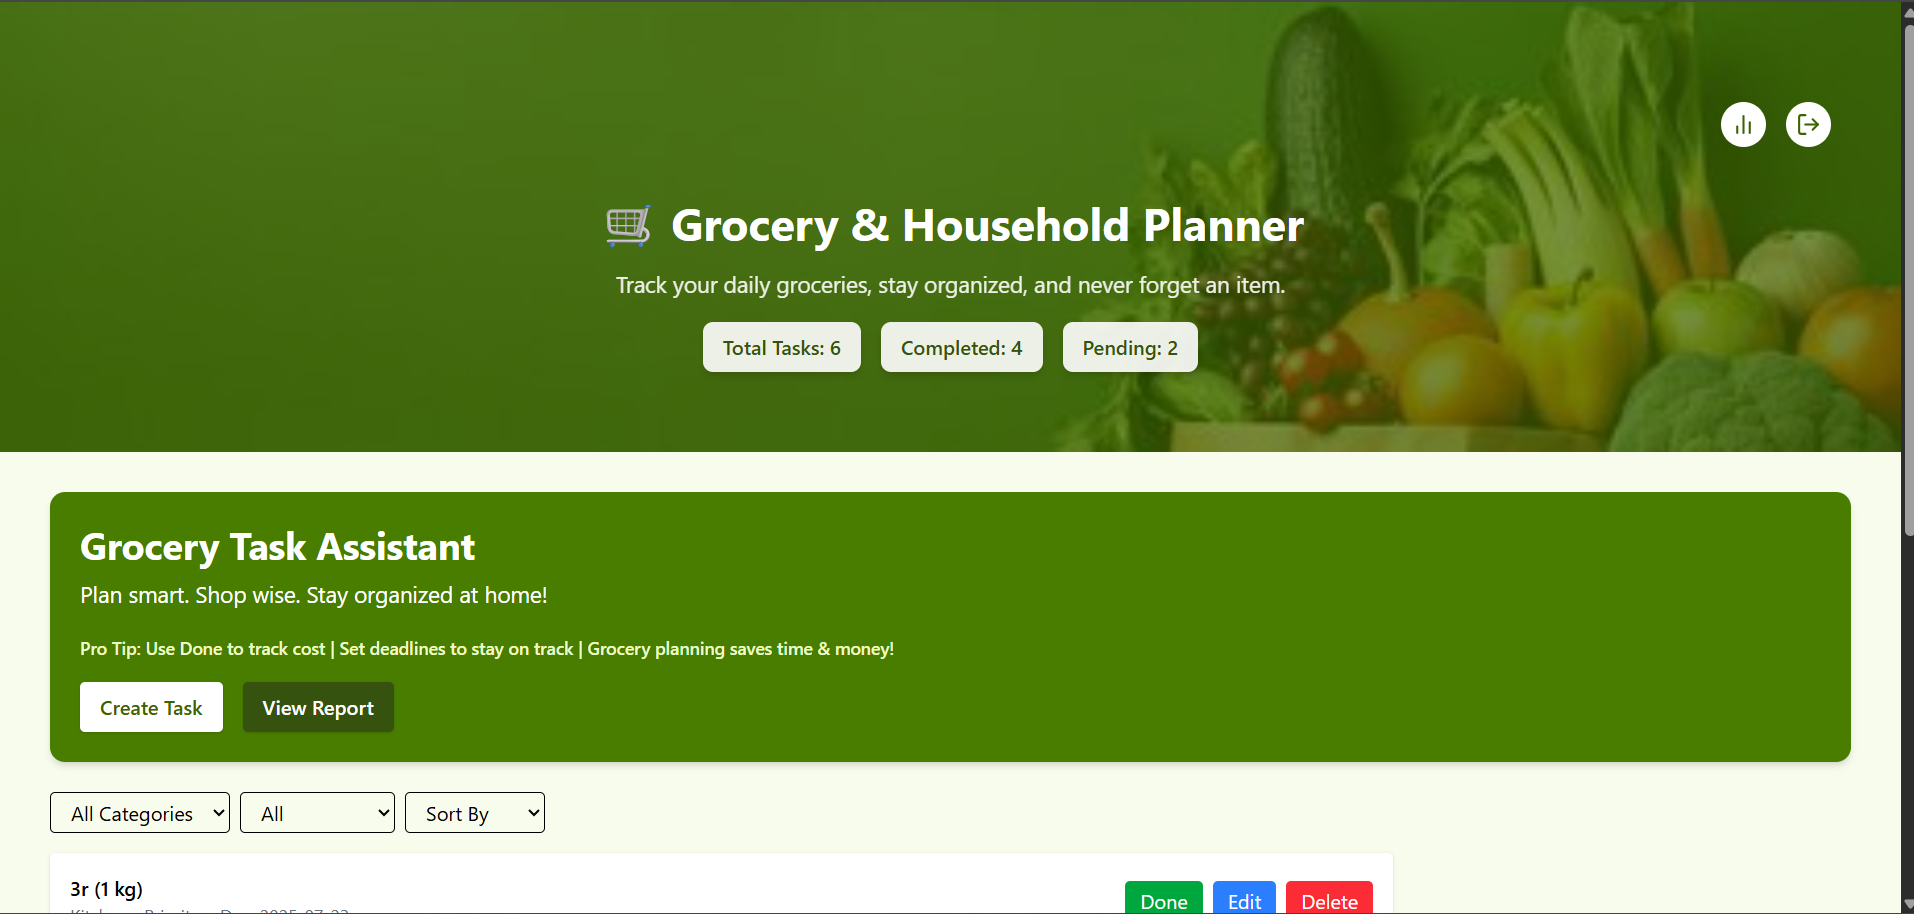 Grocery & Household Planner
Track your daily groceries, stay organized, and never forget an item.
Total Tasks: 6
Completed: 4
Pending: 2
Grocery Task Assistant
Plan smart. Shop wise. Stay organized at home!
Pro Tip: Use Done to track cost | Set deadlines to stay on track | Grocery planning saves time & money!
Create Task
View Report
All Categories
All
Sort By
3r (1 kg)
Done
Edit
Delete